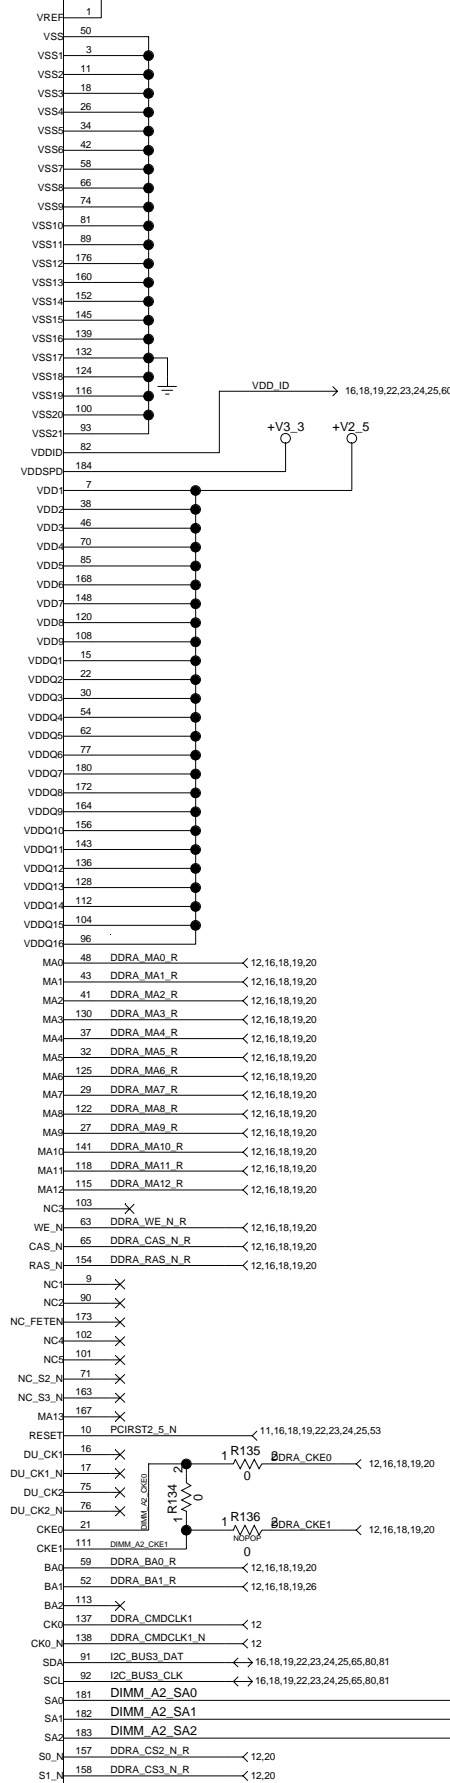 VREF 1
VSS 50
VSS1 3
VSS2 11
VSS3 18
VSS4 26
VSS5 34
VSS6 42
VSS7 58
VSS8 66
VSS9 74
VSS10 81
VSS11 89
VSS12 176
VSS13 160
VSS14 152
VSS15 145
VSS16 139
VSS17 132
VSS18 124
VSS19 116 VDD_ID 16,18,19,22,23,24,25,60
VSS20 100
VSS21 93 +V3_3 +V2_5
VDDID 82
VDDSPD 184
VDD1 7
VDD2 38
VDD3 46
VDD4 70
VDD5 85
VDD6 168
VDD7 148
VDD8 120
VDD9 108
VDDQ1 15
VDDQ2 22
VDDQ3 30
VDDQ4 54
VDDQ5 62
VDDQ6 77
VDDQ7 180
VDDQ8 172
VDDQ9 164
VDDQ10 156
VDDQ11 143
VDDQ12 136
VDDQ13 128
VDDQ14 112
VDDQ15 104
VDDQ16 96
MA0 48 DDRA_MA0_R 12,16,18,19,20
MA1 43 DDRA_MA1_R 12,16,18,19,20
MA2 41 DDRA_MA2_R 12,16,18,19,20
MA3 130 DDRA_MA3_R 12,16,18,19,20
MA4 37 DDRA_MA4_R 12,16,18,19,20
MA5 32 DDRA_MA5_R 12,16,18,19,20
MA6 125 DDRA_MA6_R 12,16,18,19,20
MA7 29 DDRA_MA7_R 12,16,18,19,20
MA8 122 DDRA_MA8_R 12,16,18,19,20
MA9 27 DDRA_MA9_R 12,16,18,19,20
MA10 141 DDRA_MA10_R 12,16,18,19,20
MA11 118 DDRA_MA11_R 12,16,18,19,20
MA12 115 DDRA_MA12_R 12,16,18,19,20
NC3 103
WE_N 63 DDRA_WE_N_R 12,16,18,19,20
CAS_N 65 DDRA_CAS_N_R 12,16,18,19,20
RAS_N 154 DDRA_RAS_N_R 12,16,18,19,20
NC1 9
NC2 90
NC_FETEN 173
NC4 102
NC5 101
NC_S2_N 71
NC_S3_N 163
MA13 167
RESET 10 PCIRST2_5_N 11,16,18,19,22,23,24,25,53
DU_CK1 16
R135
1 2 DDRA_CKE0 12,16,18,19,20
0
DU_CK1_N 17
DU_CK2 75
DU_CK2_N 76
DIMM_A2_CKE0
1 R134 2
0
CKE0 21
R136
1 2 DDRA_CKE1 12,16,18,19,20
NOPOP
0
CKE1 111 DIMM_A2_CKE1
BA0 59 DDRA_BA0_R 12,16,18,19,20
BA1 52 DDRA_BA1_R 12,16,18,19,26
BA2 113
CK0 137 DDRA_CMDCLK1 12
CK0_N 138 DDRA_CMDCLK1_N 12
SDA 91 I2C_BUS3_DAT 16,18,19,22,23,24,25,65,80,81
SCL 92 I2C_BUS3_CLK 16,18,19,22,23,24,25,65,80,81
SA0 181 DIMM_A2_SA0
SA1 182 DIMM_A2_SA1
SA2 183 DIMM_A2_SA2
S0_N 157 DDRA_CS2_N_R 12,20
S1_N 158 DDRA_CS3_N_R 12,20